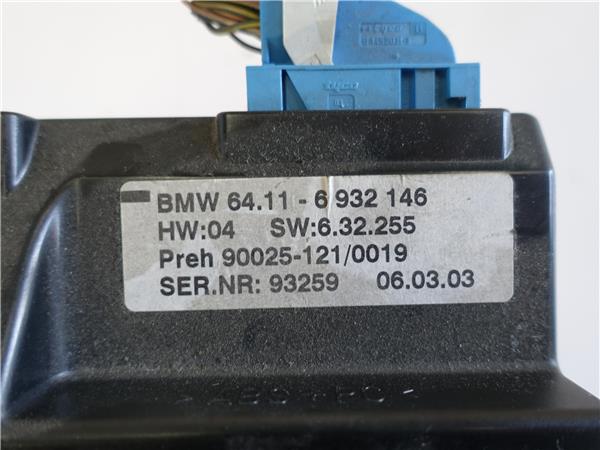 BMW 64.11 - 6 932 146
HW:04 SW:6.32.255
Preh 90025-121/0019
SER.NR: 93259 06.03.03